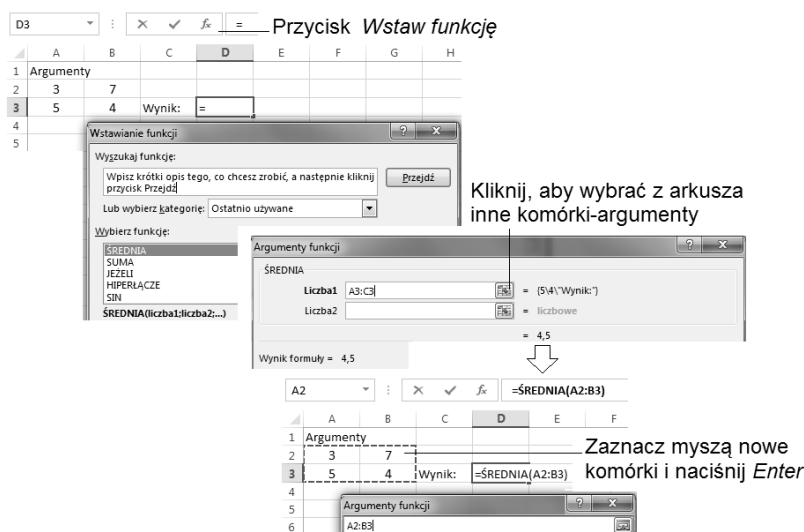 D3 fx =
Przycisk Wstaw funkcję
A B C D E F G H
1 Argumenty
2 3 7
3 5 4 Wynik: =
4
5
Wstawianie funkcji
Wyszukaj funkcję:
Wpisz krótki opis tego, co chcesz zrobić, a następnie kliknij
przycisk Przejdź
Przejdź
Lub wybierz kategorię: Ostatnio używane
Wybierz funkcję:
ŚREDNIA
SUMA
JEŻELI
HIPERŁĄCZE
SIN
ŚREDNIA(liczba1;liczba2;...)
Kliknij, aby wybrać z arkusza
inne komórki-argumenty
Argumenty funkcji
ŚREDNIA
Liczba1 A3:C3 = {5\4\"Wynik:"}
Liczba2 = liczbowe
= 4,5
Wynik formuły = 4,5
A2 fx =ŚREDNIA(A2:B3)
A B C D E F
1 Argumenty
2 3 7
3 5 4 Wynik: =ŚREDNIA(A2:B3)
4
5
6
Zaznacz myszą nowe
komórki i naciśnij Enter
Argumenty funkcji
A2:B3